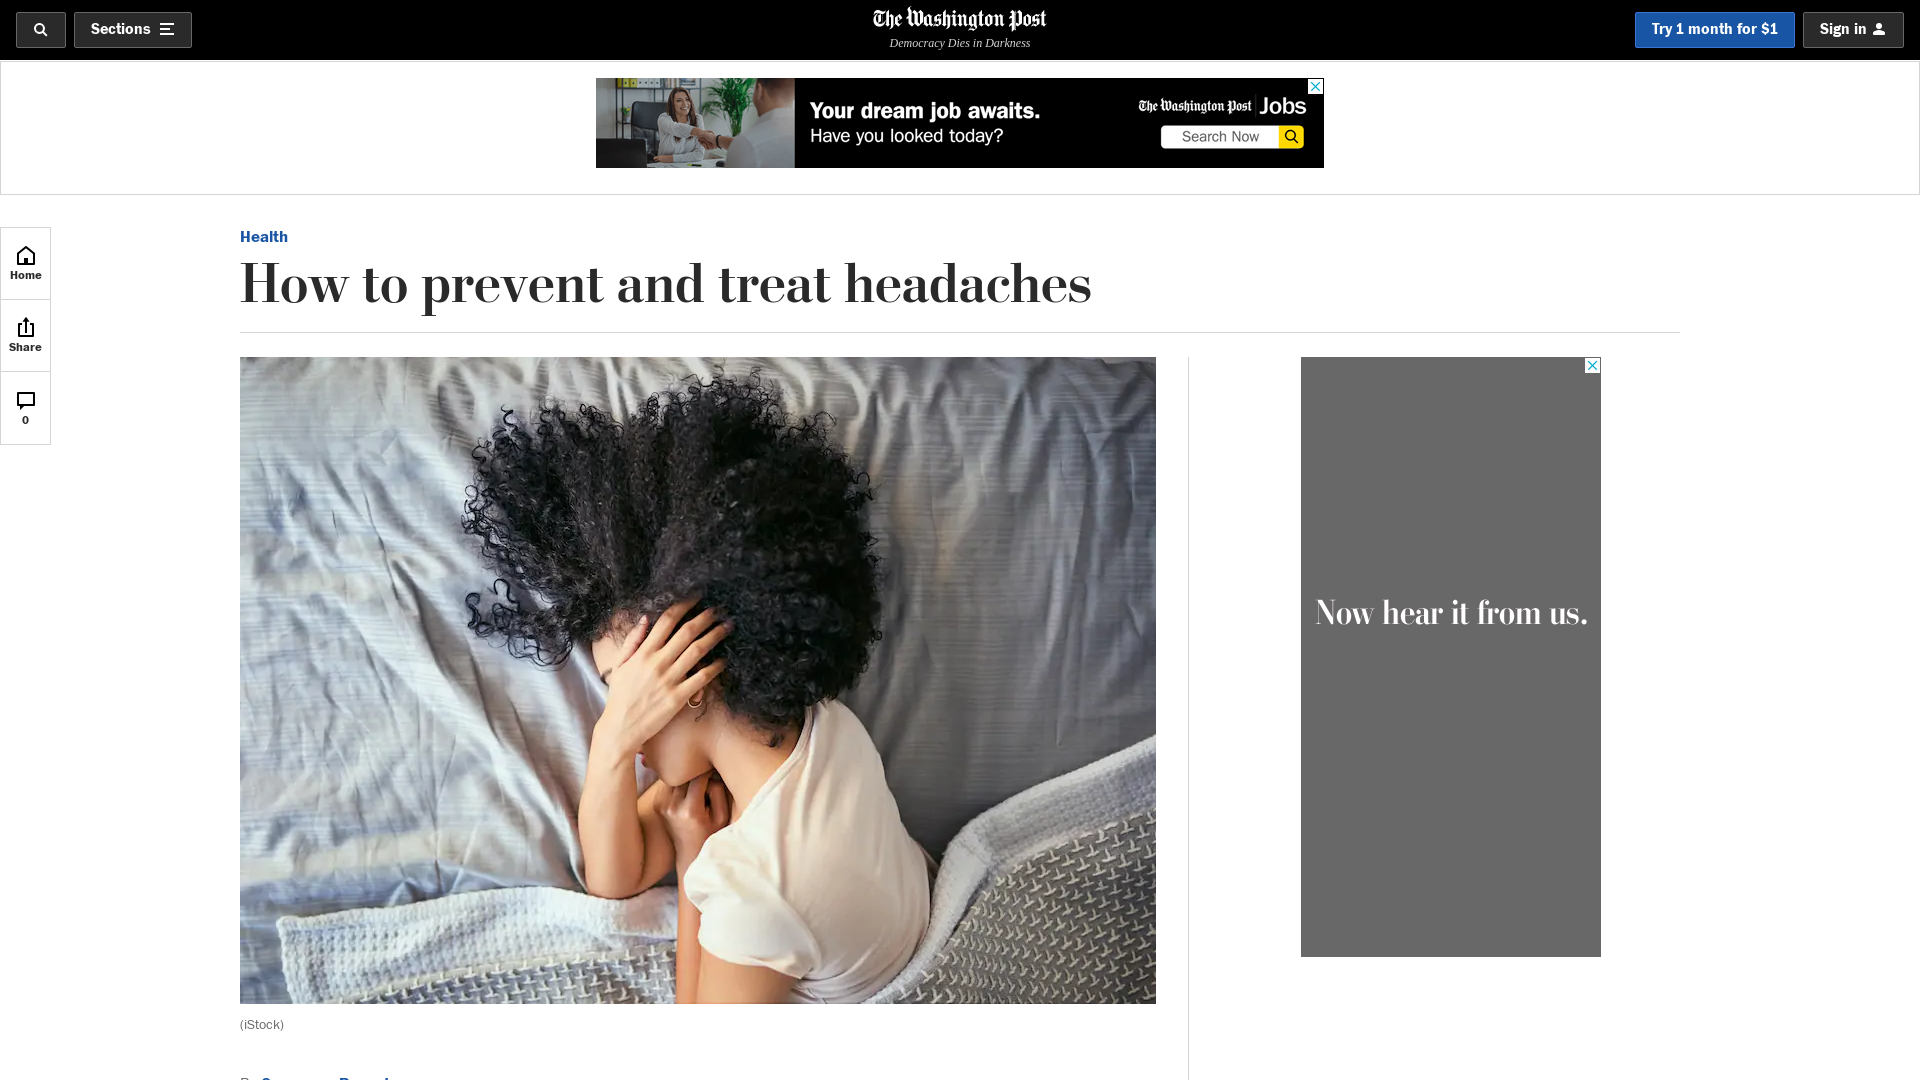 Sections
The Washington Post
Democracy Dies in Darkness
Try 1 month for $1
Sign in
Your dream job awaits.
Have you looked today?
The Washington Post Jobs
Search Now
Home
Share
0
Health
How to prevent and treat headaches
Now hear it from us.
(iStock)